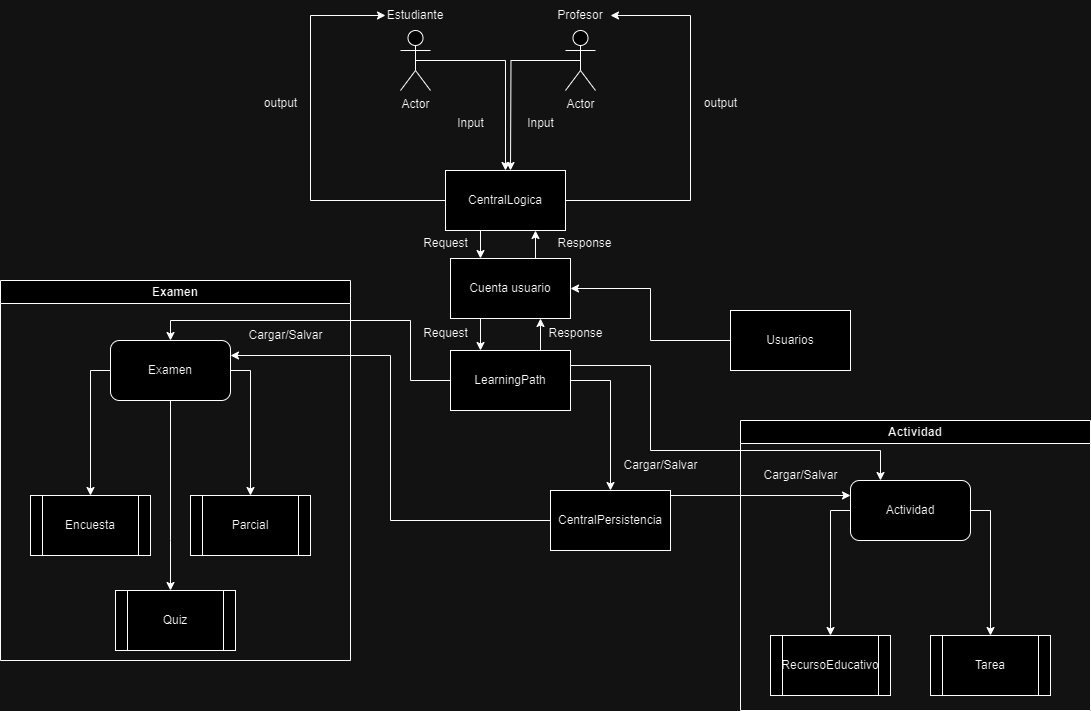 Estudiante
Profesor
Actor
Actor
output
output
Input
Input
CentralLogica
Request
Response
Cuenta usuario
Examen
Request
Response
Cargar/Salvar
Usuarios
Examen
LearningPath
Actividad
Cargar/Salvar
Cargar/Salvar
Actividad
CentralPersistencia
Encuesta
Parcial
Quiz
RecursoEducativo
Tarea